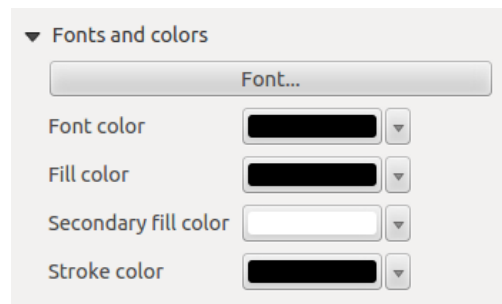 Fonts and colors
Font...
Font color
Fill color
Secondary fill color
Stroke color